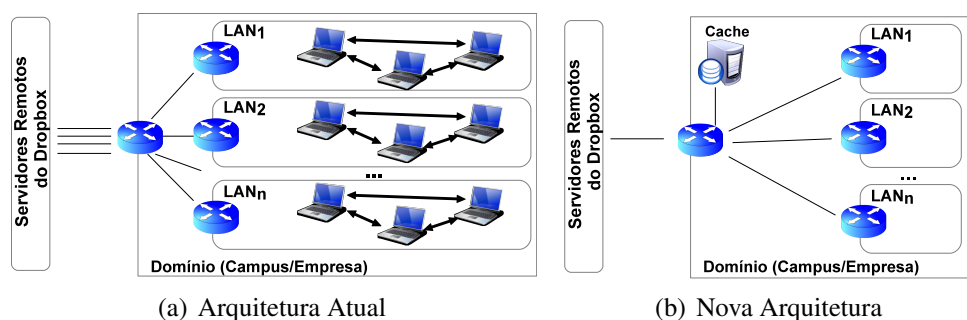 Servidores Remotos
do Dropbox
LAN1
LAN2
...
LANn
Domínio (Campus/Empresa)
(a) Arquitetura Atual
Servidores Remotos
do Dropbox
Cache
LAN1
LAN2
...
LANn
Domínio (Campus/Empresa)
(b) Nova Arquitetura